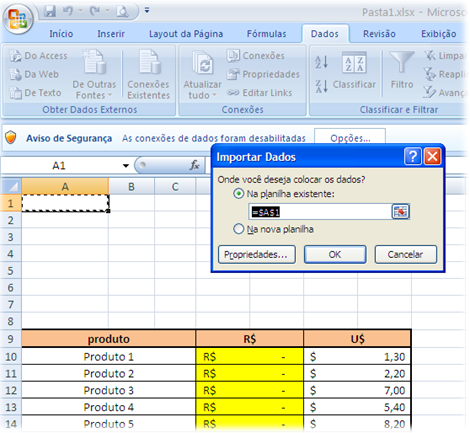 Pasta1.xlsx - Micros
Início Inserir Layout da Página Fórmulas Dados Revisão Exibição
Do Access
Da Web
De Texto
De Outras Fontes
Conexões Existentes
Obter Dados Externos
Atualizar tudo
Conexões
Propriedades
Editar Links
Conexões
Classificar
Filtro
Limpa
Reapli
Avanç
Classificar e Filtrar
Aviso de Segurança As conexões de dados foram desabilitadas Opções...
A1 fx
Importar Dados
Onde você deseja colocar os dados?
Na planilha existente:
=$A$1
Na nova planilha
Propriedades... OK Cancelar
A B C
1
2
3
4
5
6
7
8
9 produto R$ U$
10 Produto 1 R$ - $ 1,30
11 Produto 2 R$ - $ 2,20
12 Produto 3 R$ - $ 7,00
13 Produto 4 R$ - $ 5,40
14 Produto 5 R$ - $ 8,20